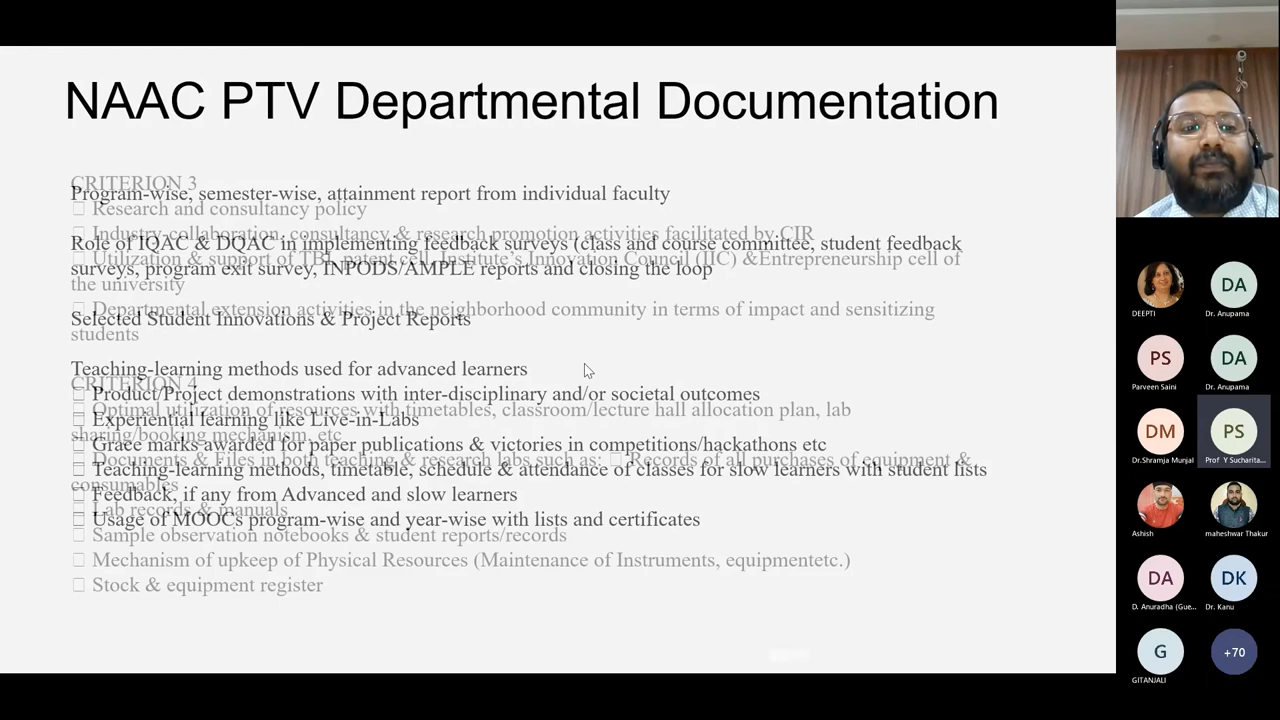 NAAC PTV Departmental Documentation
CRITERION 3
Program-wise, semester-wise, attainment report from individual faculty
Research and consultancy policy
Industry-collaboration, consultancy & research promotion activities facilitated by CIR
Role of IQAC & DQAC in implementing feedback surveys (class and course committee, student feedback
Utilization & support of TBI, patent cell, Institute's Innovation Council (IIC) &Entrepreneurship cell of
surveys, program exit survey, INPODS/AMPLE reports and closing the loop
the university
Departmental extension activities in the neighborhood community in terms of impact and sensitizing
Selected Student Innovations & Project Reports
students
Teaching-learning methods used for advanced learners
CRITERION 4
Product/Project demonstrations with inter-disciplinary and/or societal outcomes
Optimal utilization of resources with timetables, classroom/lecture hall allocation plan, lab
Experiential learning like Live-in-Labs
sharing/booking mechanism, etc
Grace marks awarded for paper publications & victories in competitions/hackathons etc
Documents & Files in both teaching & research labs such as: Records of all purchases of equipment &
Teaching-learning methods, timetable, schedule & attendance of classes for slow learners with student lists
consumables
Feedback, if any from Advanced and slow learners
Lab records & manuals
Usage of MOOCs program-wise and year-wise with lists and certificates
Sample observation notebooks & student reports/records
Mechanism of upkeep of Physical Resources (Maintenance of Instruments, equipmentetc.)
Stock & equipment register
DEEPTI
DA
Dr. Anupama
PS
Parveen Saini
DA
Dr. Anupama
DM
Dr.Shramja Munjal
PS
Prof Y Sucharita...
Ashish
maheshwar Thakur
DA
D. Anuradha (Gue...
DK
Dr. Kanu
G
GITANJALI
+70